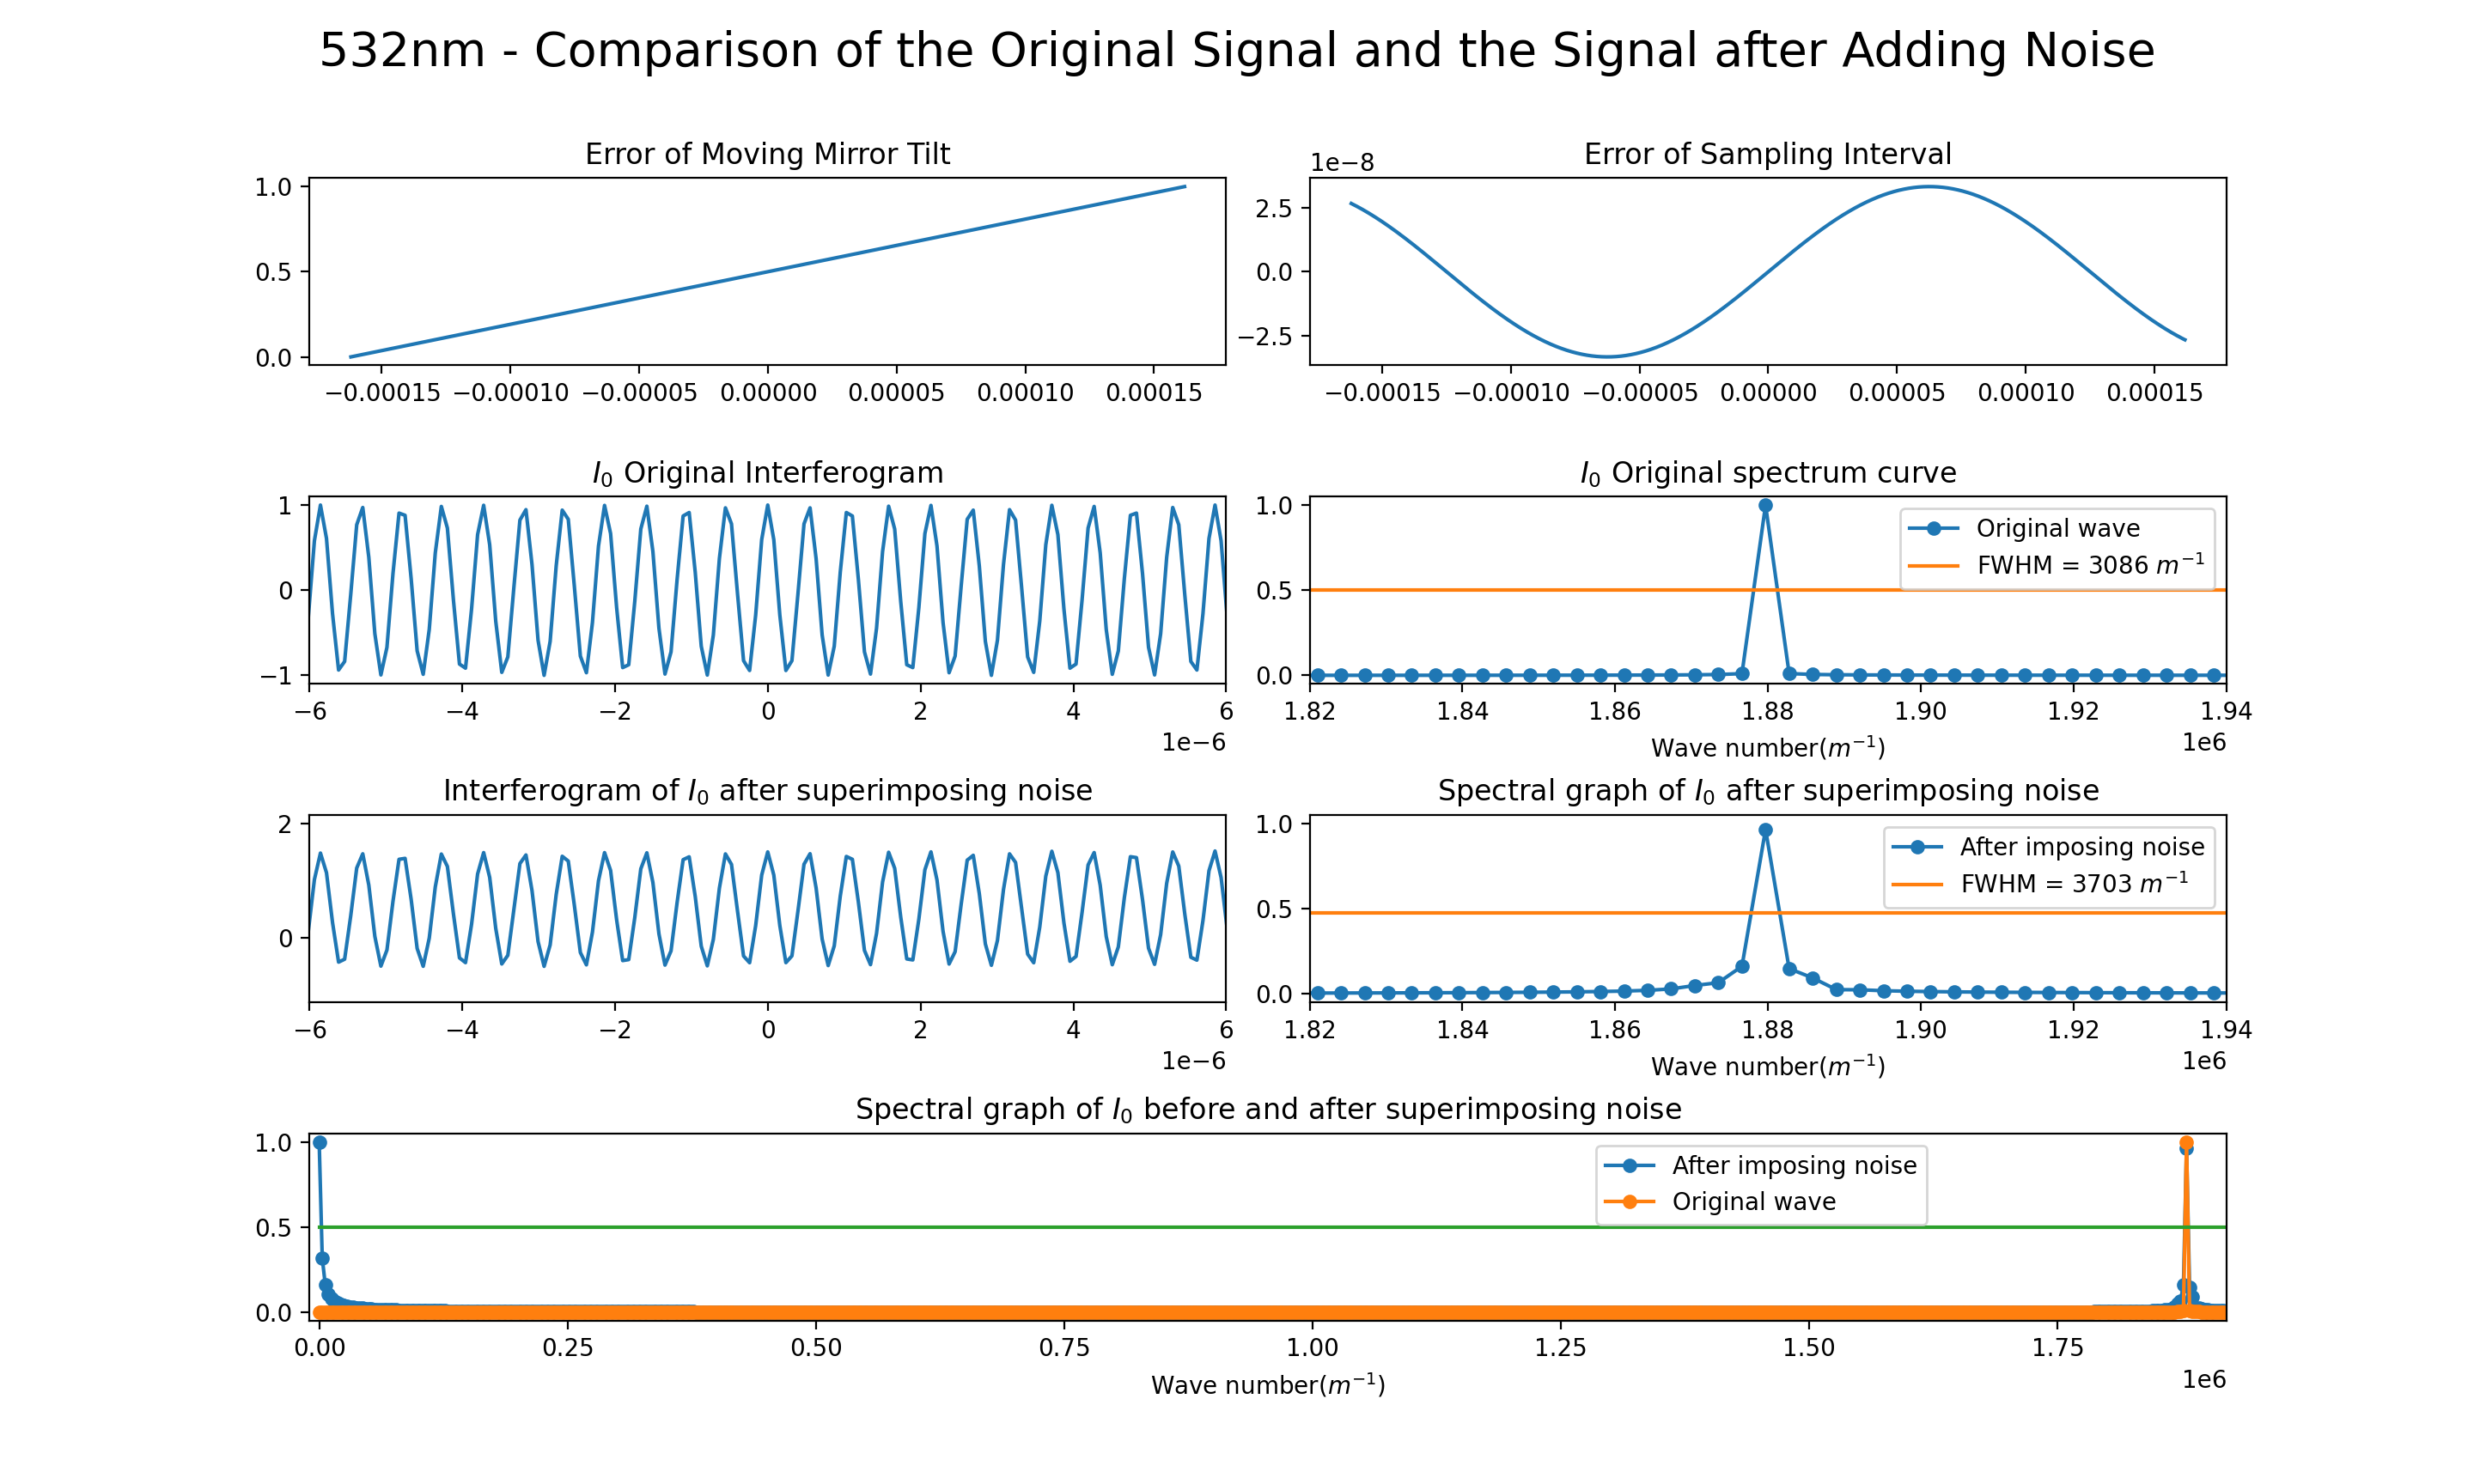 532nm - Comparison of the Original Signal and the Signal after Adding Noise
Error of Moving Mirror Tilt
1.0
0.5
0.0
−0.00015 −0.00010 −0.00005 0.00000 0.00005 0.00010 0.00015
Error of Sampling Interval
1e−8
2.5
0.0
−2.5
−0.00015 −0.00010 −0.00005 0.00000 0.00005 0.00010 0.00015
I₀ Original Interferogram
1
0
−1
−6 −4 −2 0 2 4 6
1e−6
I₀ Original spectrum curve
1.0
0.5
0.0
Original wave
FWHM = 3086 m⁻¹
1.82 1.84 1.86 1.88 1.90 1.92 1.94
Wave number(m⁻¹)
1e6
Interferogram of I₀ after superimposing noise
2
0
−6 −4 −2 0 2 4 6
1e−6
Spectral graph of I₀ after superimposing noise
1.0
0.5
0.0
After imposing noise
FWHM = 3703 m⁻¹
1.82 1.84 1.86 1.88 1.90 1.92 1.94
Wave number(m⁻¹)
1e6
Spectral graph of I₀ before and after superimposing noise
1.0
0.5
0.0
After imposing noise
Original wave
0.00 0.25 0.50 0.75 1.00 1.25 1.50 1.75
Wave number(m⁻¹)
1e6